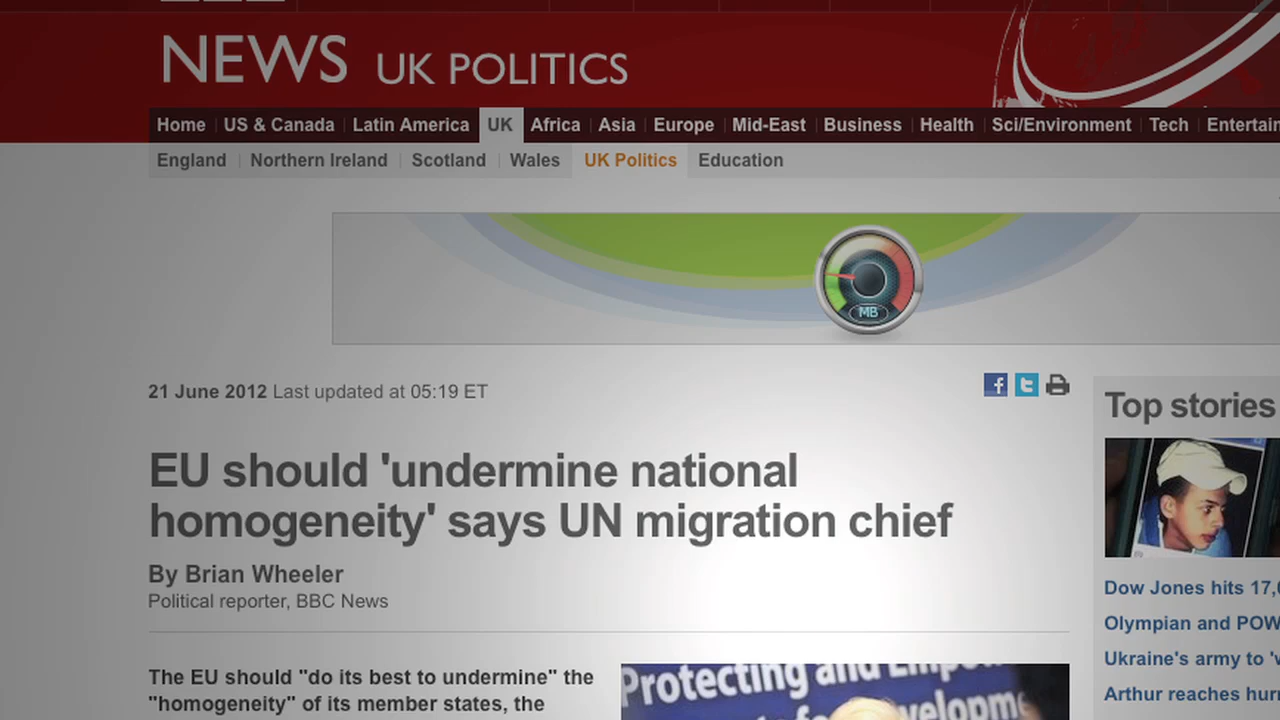 NEWS UK POLITICS
Home US & Canada Latin America UK Africa Asia Europe Mid-East Business Health Sci/Environment Tech
England Northern Ireland Scotland Wales UK Politics Education
MB
21 June 2012 Last updated at 05:19 ET
EU should 'undermine national
homogeneity' says UN migration chief
By Brian Wheeler
Political reporter, BBC News
The EU should "do its best to undermine" the
"homogeneity" of its member states, the
Protecting and
Top stories
Dow Jones hits
Olympian and POW
Ukraine's army to
Arthur reaches